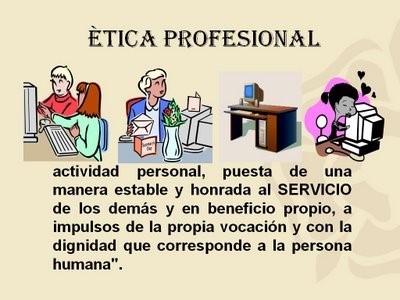 ÈTICA PROFESIONAL
actividad personal, puesta de una
manera estable y honrada al SERVICIO
de los demás y en beneficio propio, a
impulsos de la propia vocación y con la
dignidad que corresponde a la persona
humana".